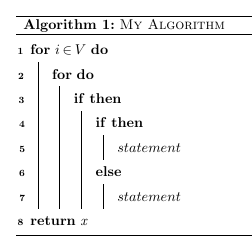 Algorithm 1: My Algorithm
1 for i ∈ V do
2 for do
3 if then
4 if then
5 statement
6 else
7 statement
8 return x